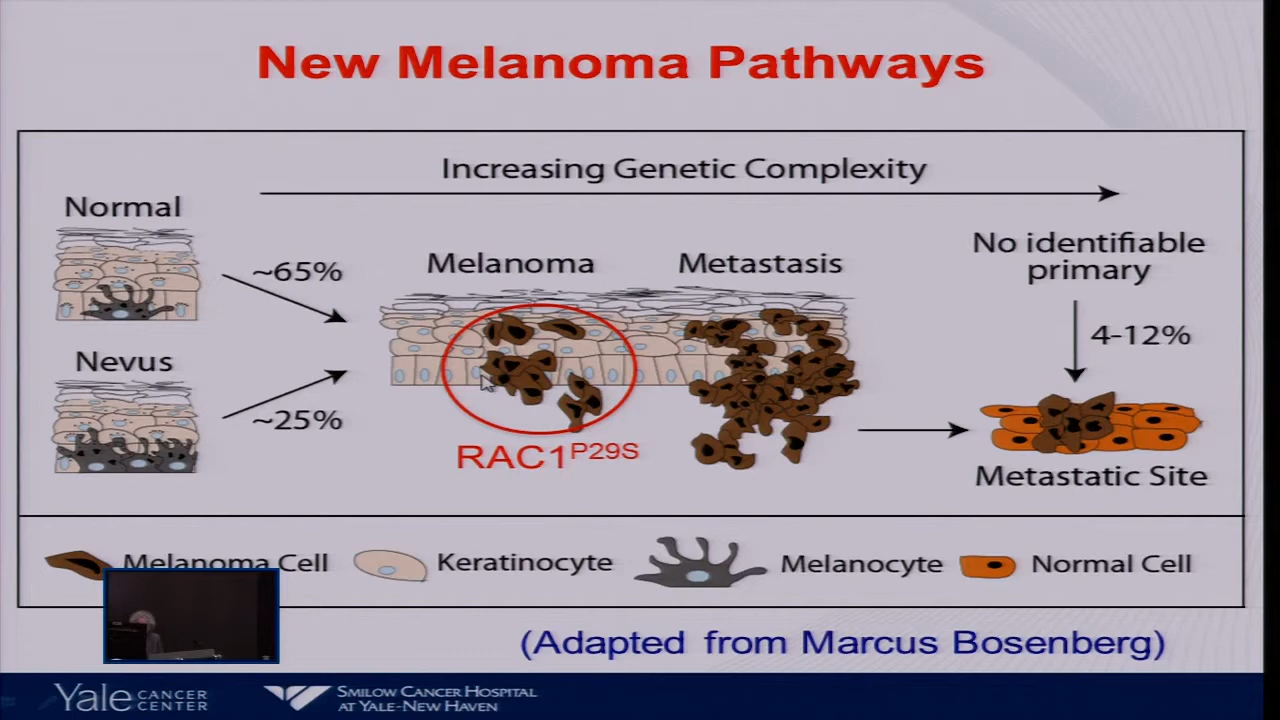 New Melanoma Pathways
Increasing Genetic Complexity
Normal
~65%
Melanoma
Metastasis
No identifiable
primary
4-12%
Nevus
~25%
RAC1P29S
Metastatic Site
Melanoma Cell
Keratinocyte
Melanocyte
Normal Cell
(Adapted from Marcus Bosenberg)
Yale CANCER
CENTER
SMILOW CANCER HOSPITAL
AT YALE-NEW HAVEN